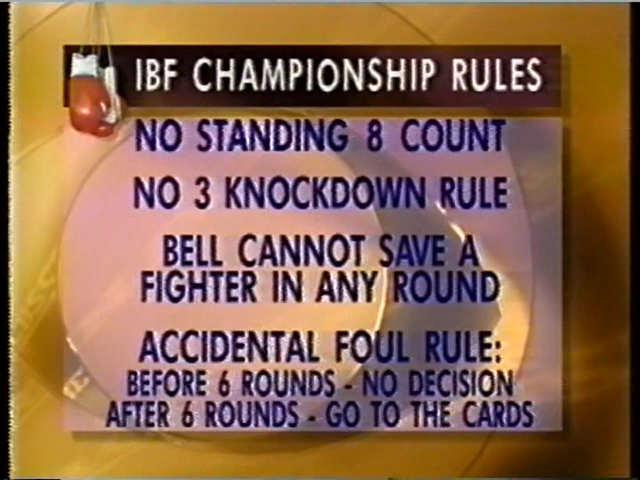 IBF CHAMPIONSHIP RULES
NO STANDING 8 COUNT
NO 3 KNOCKDOWN RULE
BELL CANNOT SAVE A
FIGHTER IN ANY ROUND
ACCIDENTAL FOUL RULE:
BEFORE 6 ROUNDS - NO DECISION
AFTER 6 ROUNDS - GO TO THE CARDS